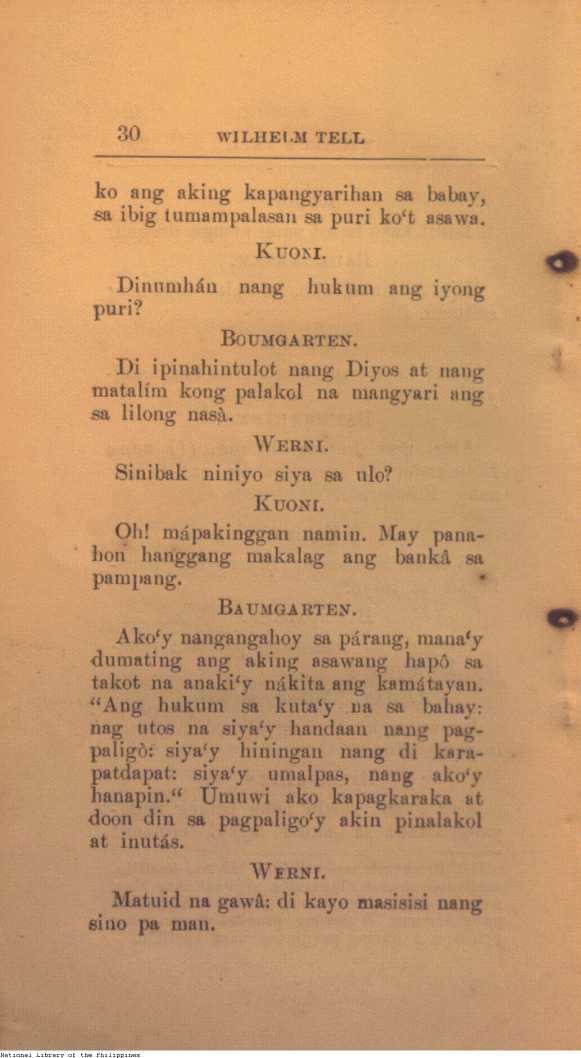 30 WILHELM TELL
ko ang aking kapangyarihan sa babay,
sa ibig tumampalasan sa puri ko‘t asawa.
KUONI.
Dinumhán nang hukum ang iyong
puri?
BOUMGARTEN.
Di ipinahintulot nang Diyos at nang
matalím kong palakol na mangyari ang
sa lilong nasà.
WERNI.
Sinibak niniyo siya sa ulo?
KUONI.
Oh! mápakinggan namin. May pana-
hon hanggang makalag ang bankâ sa
pampang.
BAUMGARTEN.
Ako‘y nangangahoy sa párang, mana‘y
dumating ang aking asawang hapô sa
takot na anaki‘y nákita ang kamátayan.
“Ang hukum sa kuta‘y na sa bahay:
nag utos na siya‘y handaan nang pag-
paligò: siya‘y hiningan nang di kara-
patdapat: siya‘y umalpas, nang ako‘y
hanapin.“ Umuwi ako kapagkaraka at
doon din sa pagpaligo‘y akin pinalakol
at inutás.
WERNI.
Matuid na gawâ: di kayo masisisi nang
sino pa man.
National Library of the Philippines